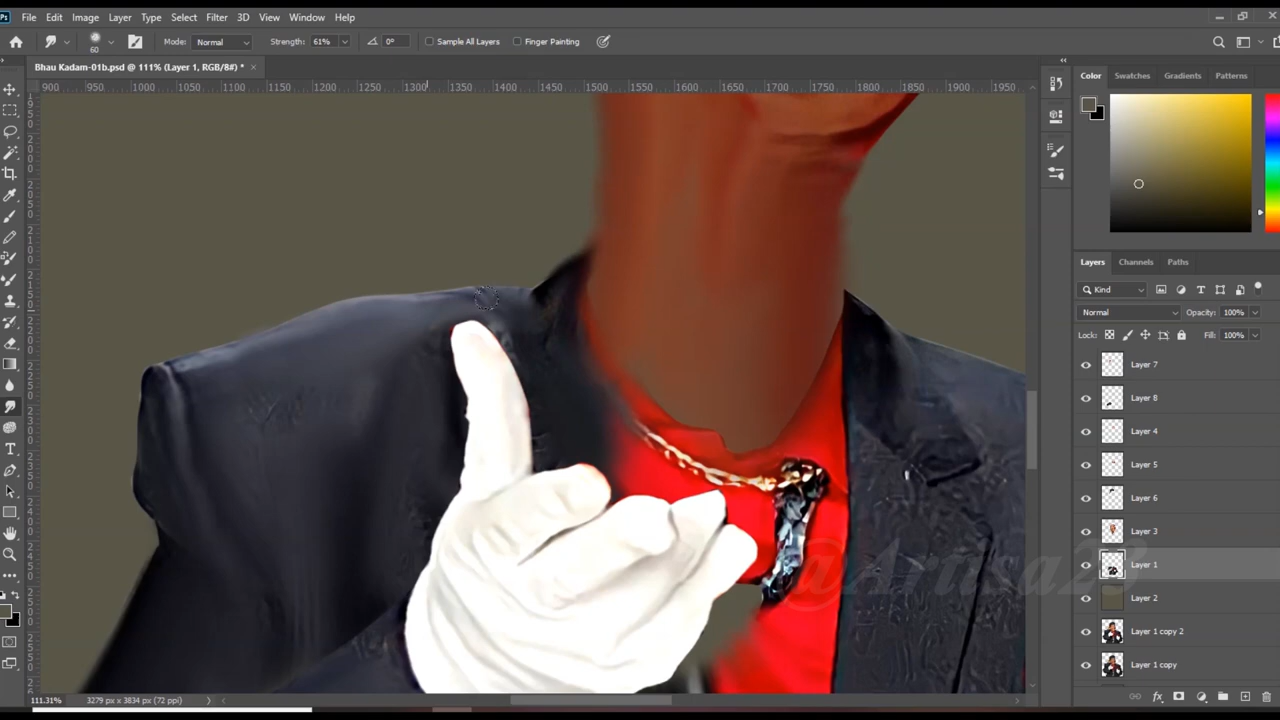 Ps File Edit Image Layer Type Select Filter 3D View Window Help
60 Mode: Normal Strength: 61% 0° Sample All Layers Finger Painting
Bhau Kadam-01b.psd @ 111% (Layer 1, RGB/8#) * ×
900 950 1000 1050 1100 1150 1200 1250 1300 1350 1400 1450 1500 1550 1600 1650 1700 1750 1800 1850 1900 1950
Color Swatches Gradients Patterns
Layers Channels Paths
Kind
Normal Opacity: 100%
Lock: Fill: 100%
Layer 7
Layer 8
Layer 4
Layer 5
Layer 6
Layer 3
Layer 1
Layer 2
Layer 1 copy 2
Layer 1 copy
111.31% 3279 px x 3834 px (72 ppi)